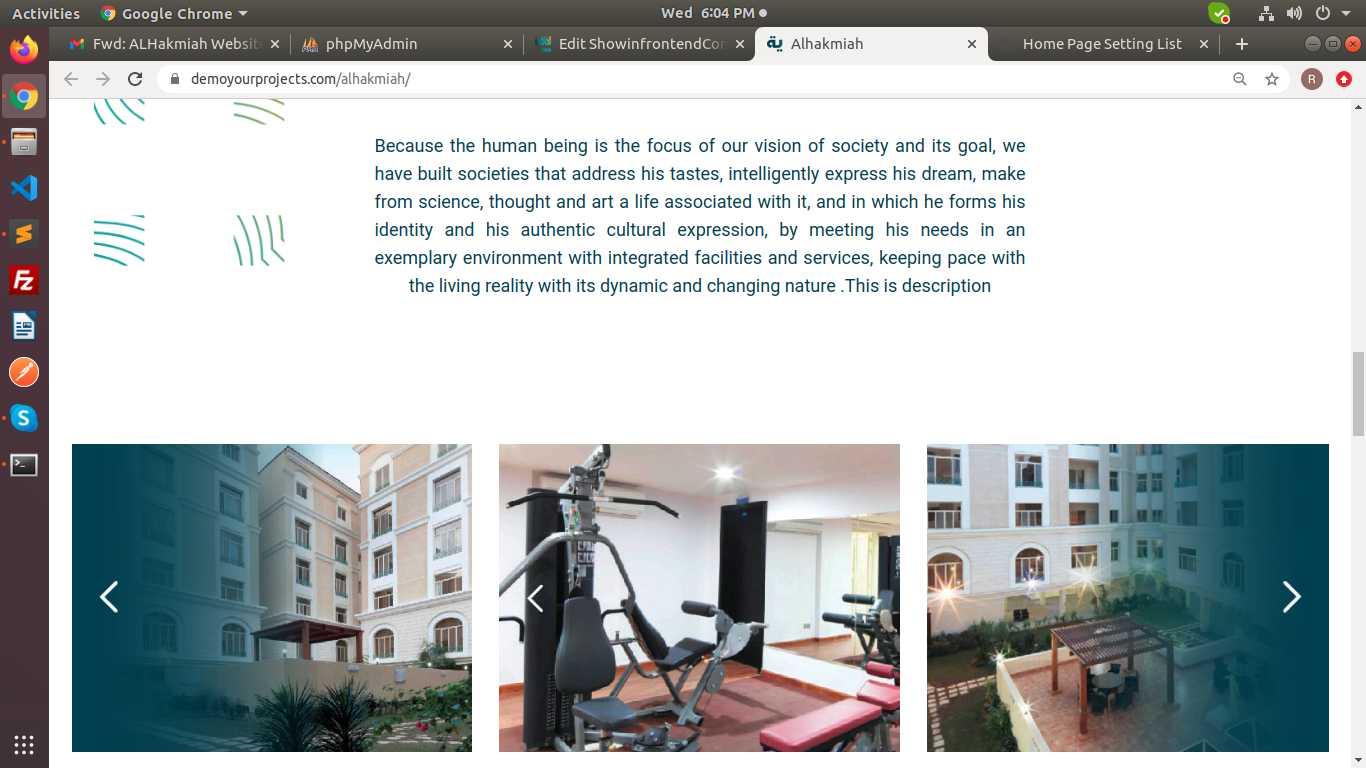 Activities
Google Chrome
Wed 6:04 PM
Fwd: ALHakmiah Websit
phpMyAdmin
Edit ShowinfrontendCon
ية Alhakmiah
Home Page Setting List
demoyourprojects.com/alhakmiah/
R
Because the human being is the focus of our vision of society and its goal, we
have built societies that address his tastes, intelligently express his dream, make
from science, thought and art a life associated with it, and in which he forms his
identity and his authentic cultural expression, by meeting his needs in an
exemplary environment with integrated facilities and services, keeping pace with
the living reality with its dynamic and changing nature .This is description